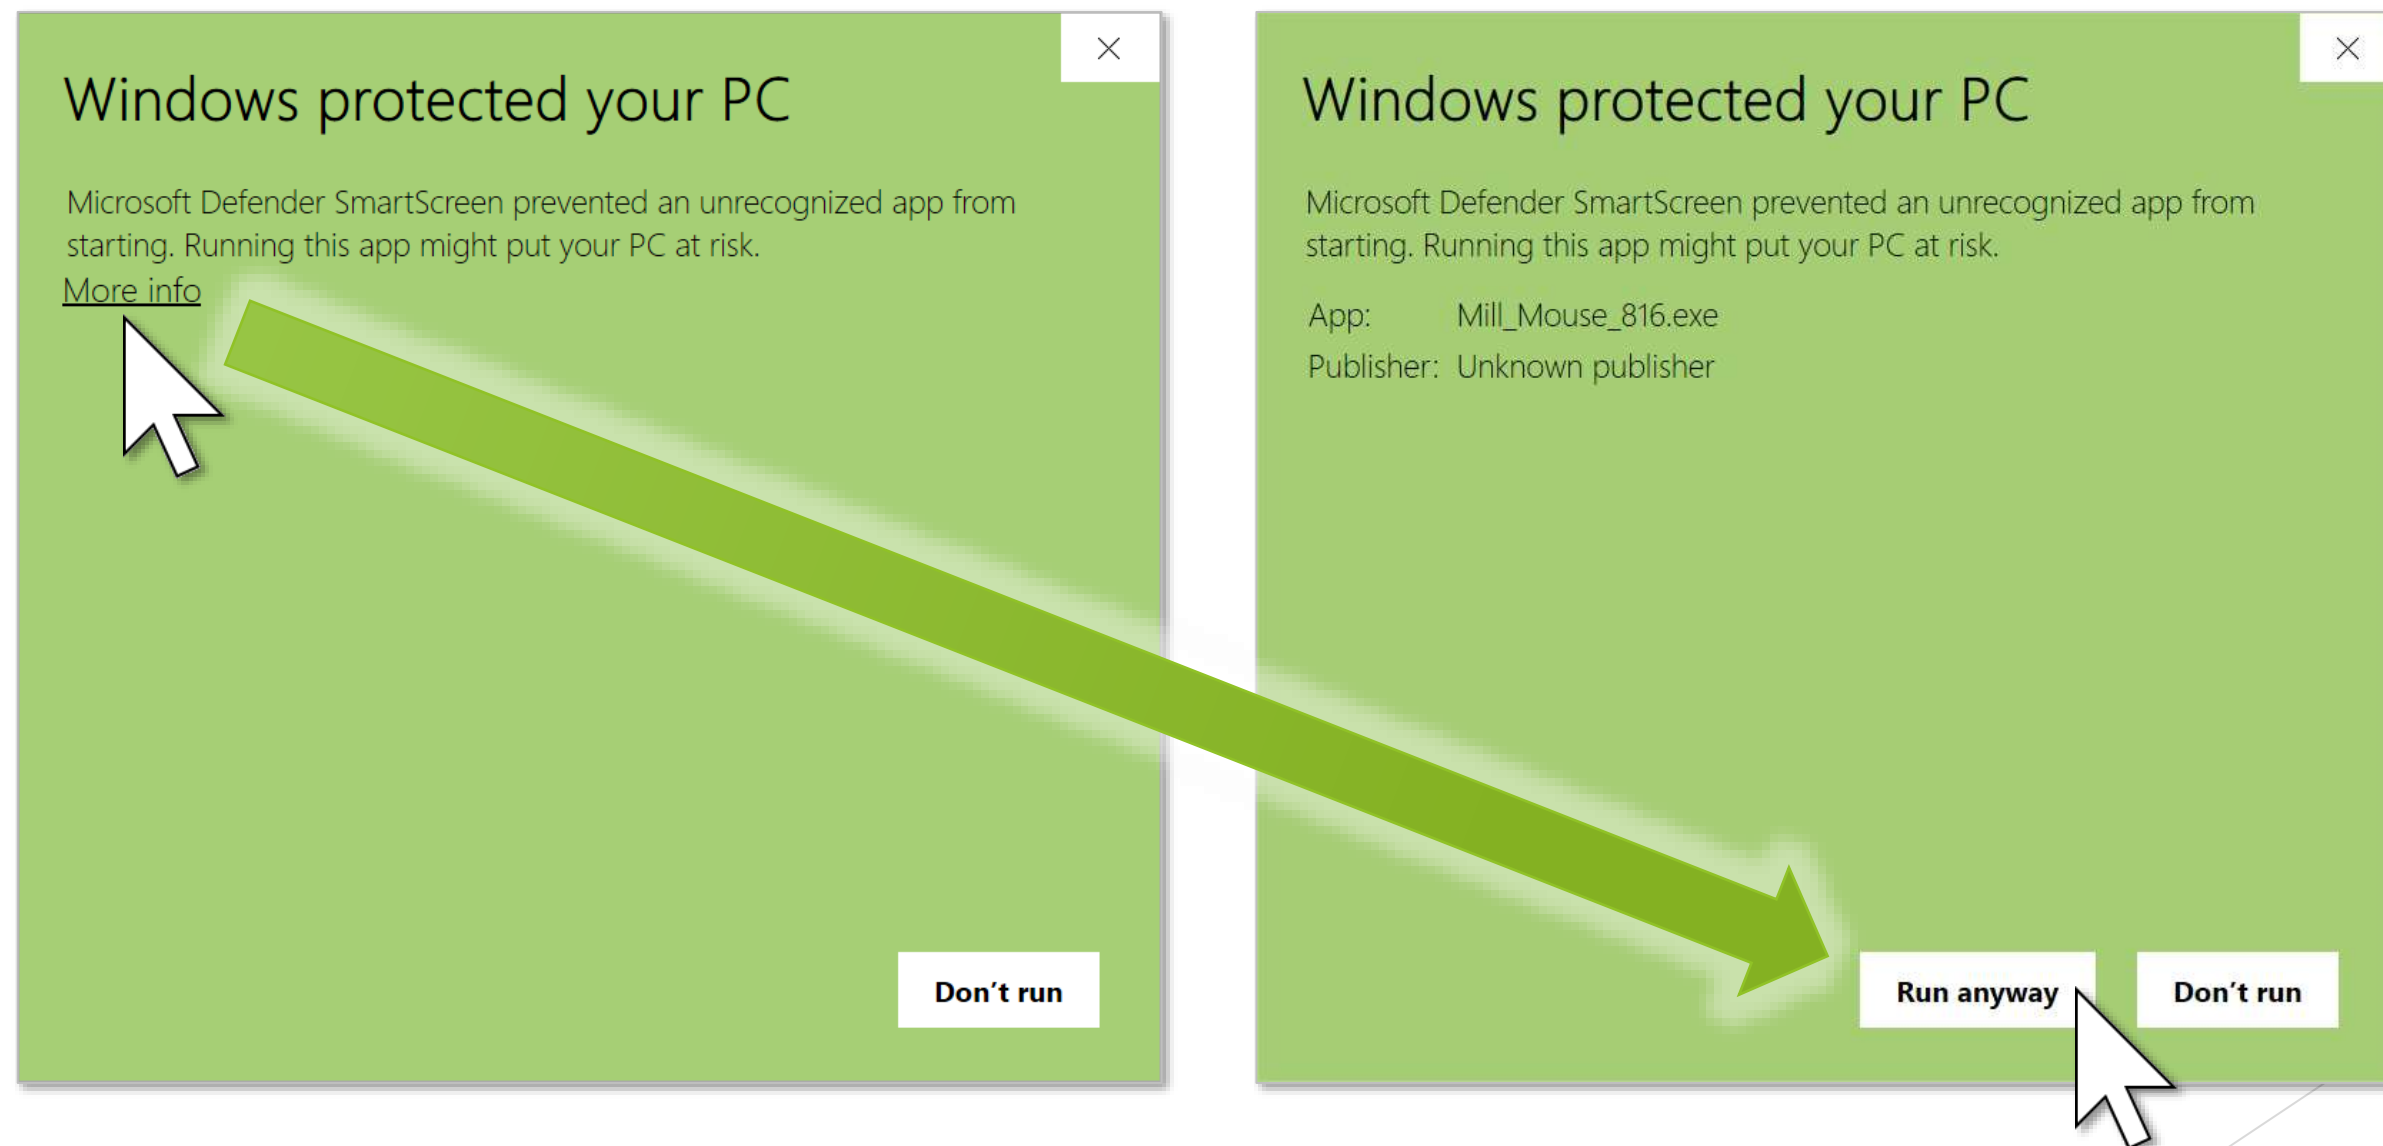 Windows protected your PC
Microsoft Defender SmartScreen prevented an unrecognized app from
starting. Running this app might put your PC at risk.
More info
Don't run
Windows protected your PC
Microsoft Defender SmartScreen prevented an unrecognized app from
starting. Running this app might put your PC at risk.
App: Mill_Mouse_816.exe
Publisher: Unknown publisher
Run anyway Don't run